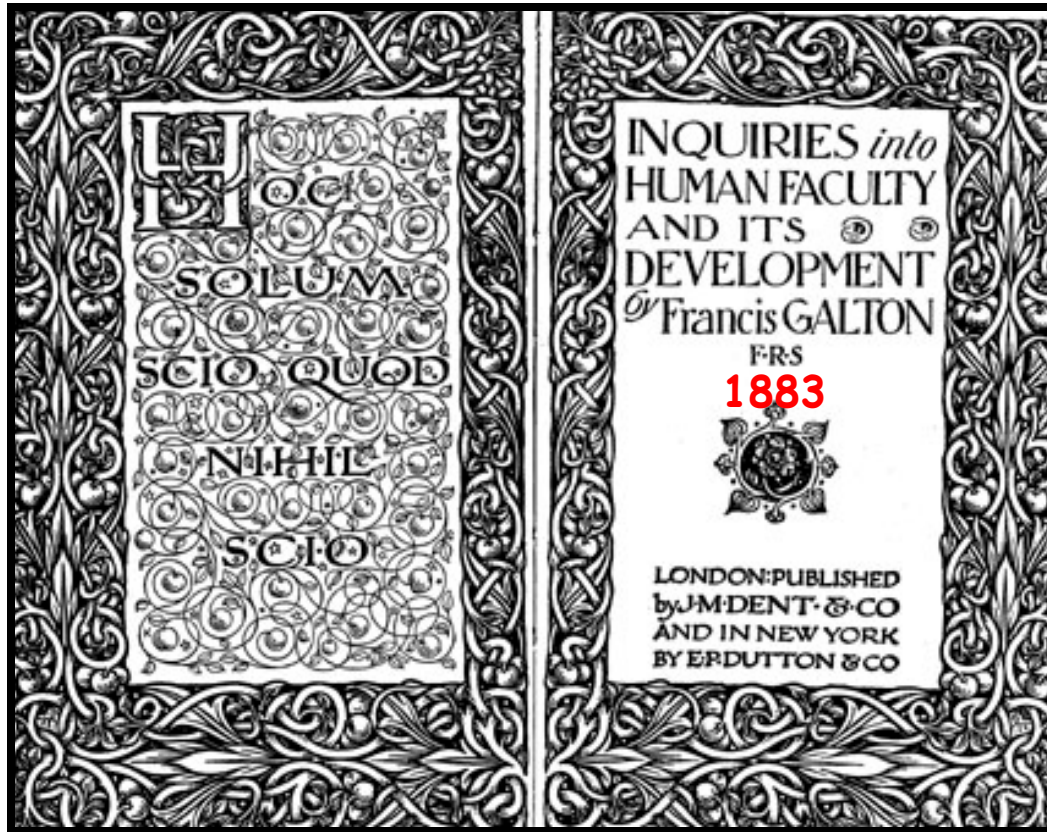 HOC
SOLUM
SCIO QUOD
NIHIL
SCIO
INQUIRIES into
HUMAN FACULTY
AND ITS
DEVELOPMENT
by Francis GALTON
F·R·S
1883
LONDON:PUBLISHED
by J·M·DENT·&·CO
AND IN NEW YORK
BY E·P·DUTTON & CO